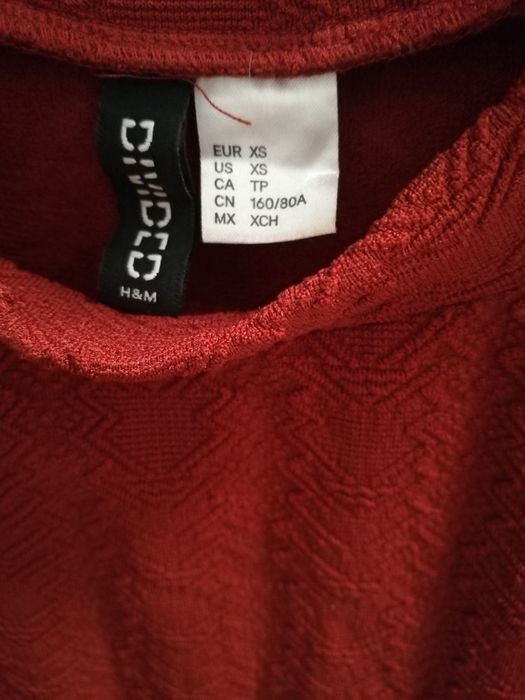 DIVIDED
H&M
EUR XS
US XS
CA TP
CN 160/80A
MX XCH